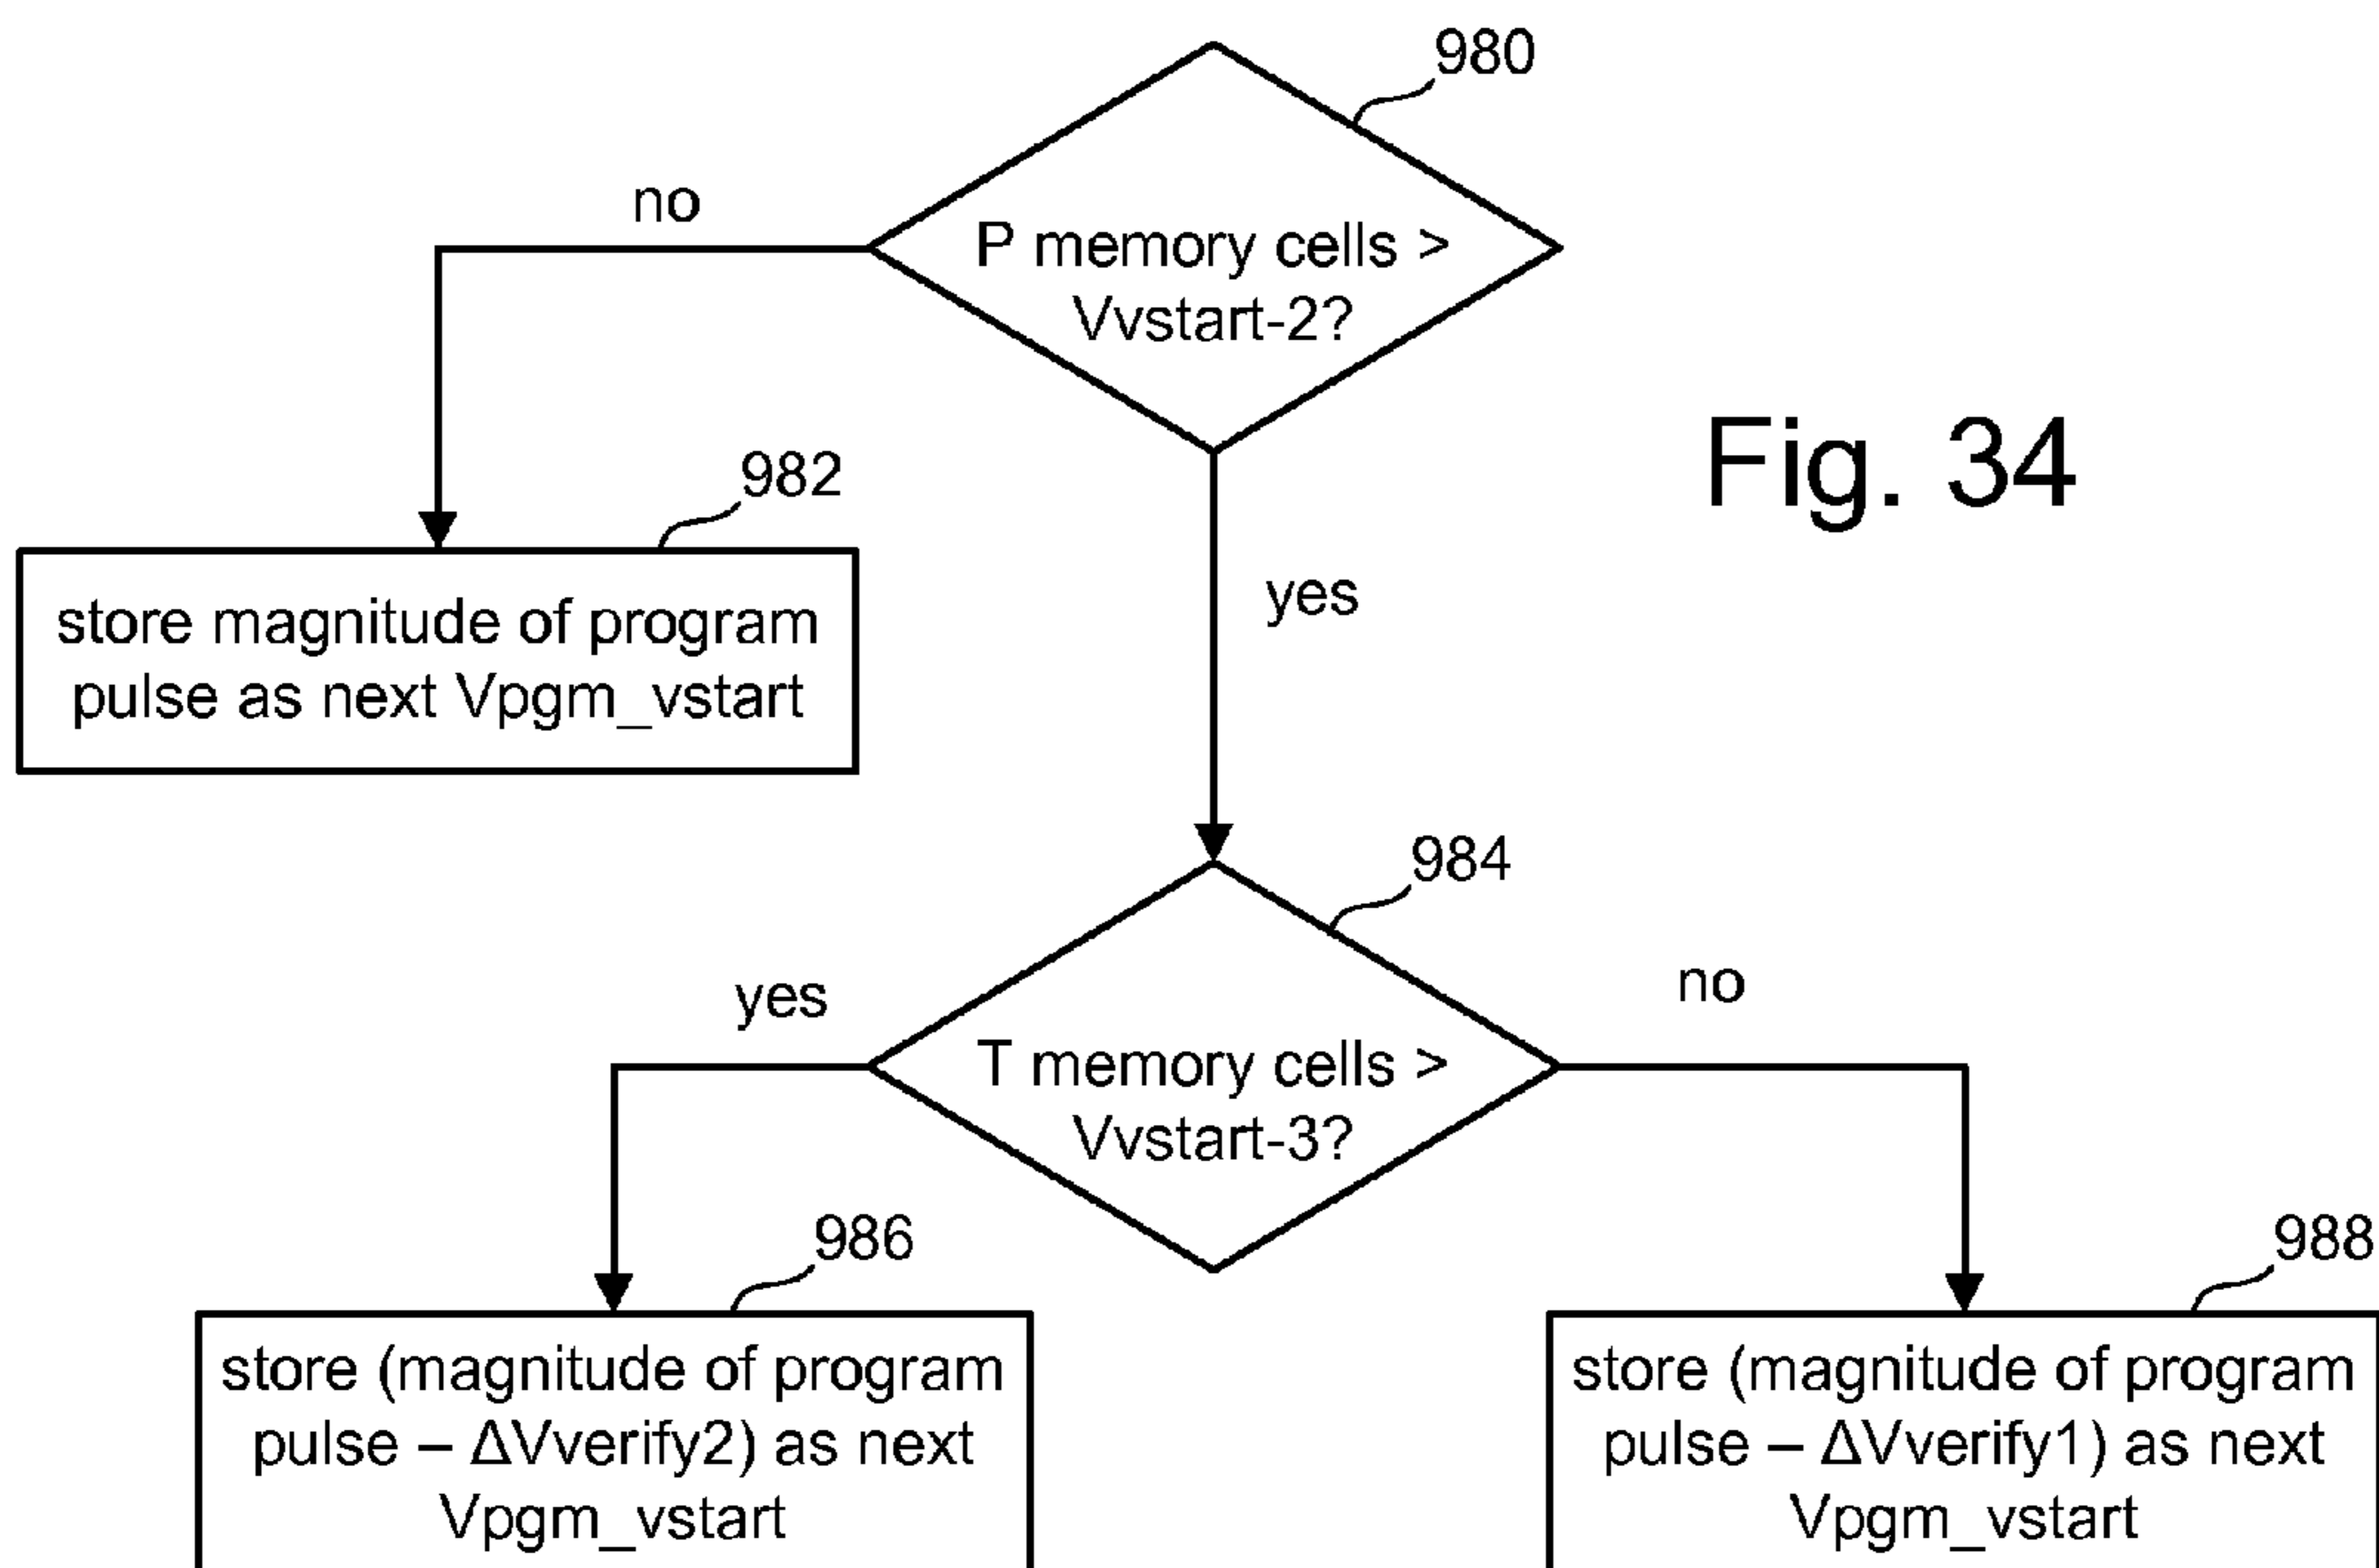 980
no
P memory cells >
Vvstart-2?
Fig. 34
982
store magnitude of program
pulse as next Vpgm_vstart
yes
984
yes
no
T memory cells >
Vvstart-3?
986
988
store (magnitude of program
pulse – ΔVverify2) as next
Vpgm_vstart
store (magnitude of program
pulse – ΔVverify1) as next
Vpgm_vstart